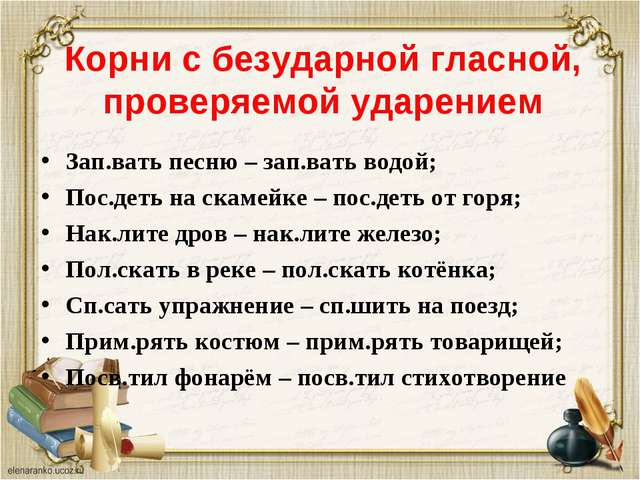 Корни с безударной гласной,
проверяемой ударением
• Зап.вать песню – зап.вать водой;
• Пос.деть на скамейке – пос.деть от горя;
• Нак.лите дров – нак.лите железо;
• Пол.скать в реке – пол.скать котёнка;
• Сп.сать упражнение – сп.шить на поезд;
• Прим.рять костюм – прим.рять товарищей;
• Посв.тил фонарём – посв.тил стихотворение
elenaranko.ucoz.ru